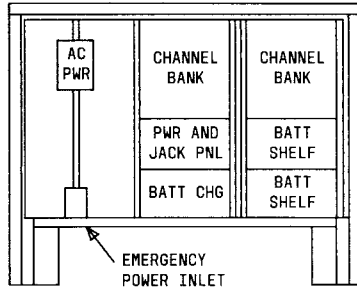 AC
PWR
CHANNEL
BANK
CHANNEL
BANK
PWR AND
JACK PNL
BATT
SHELF
BATT CHG
BATT
SHELF
EMERGENCY
POWER INLET